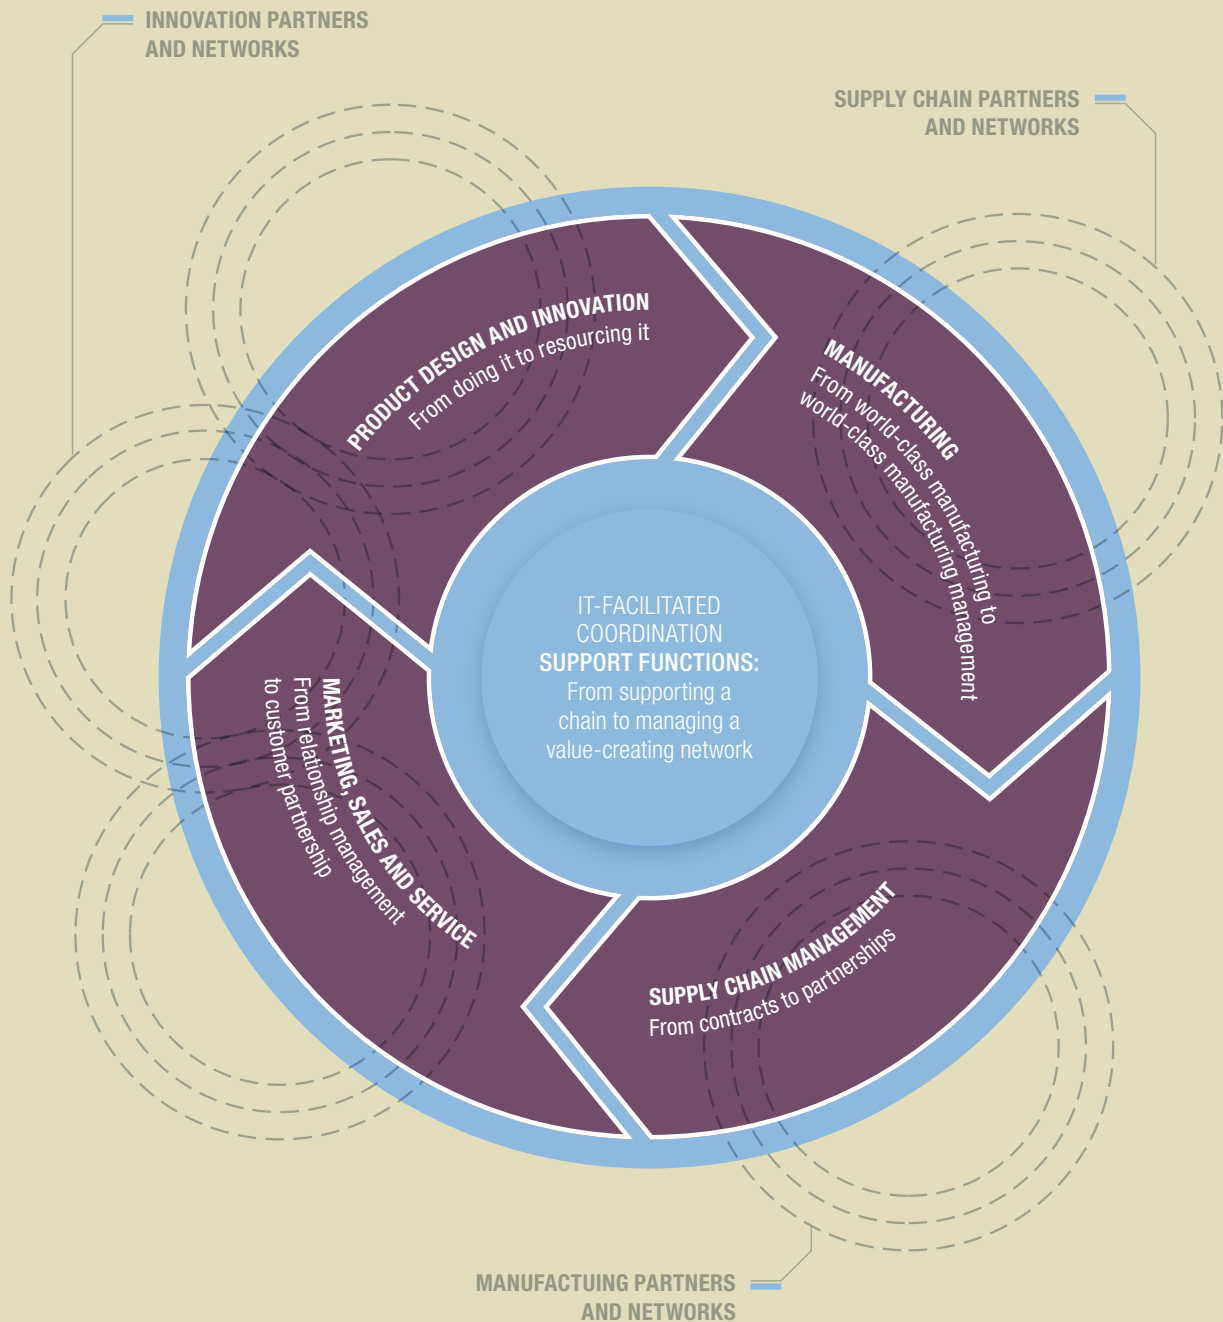 INNOVATION PARTNERS
AND NETWORKS
SUPPLY CHAIN PARTNERS
AND NETWORKS
PRODUCT DESIGN AND INNOVATION
From doing it to resourcing it
MANUFACTURING
From world-class manufacturing to
world-class manufacturing management
IT-FACILITATED
COORDINATION
SUPPORT FUNCTIONS:
From supporting a
chain to managing a
value-creating network
MARKETING, SALES AND SERVICE
From relationship management
to customer partnership
SUPPLY CHAIN MANAGEMENT
From contracts to partnerships
MANUFACTUING PARTNERS
AND NETWORKS